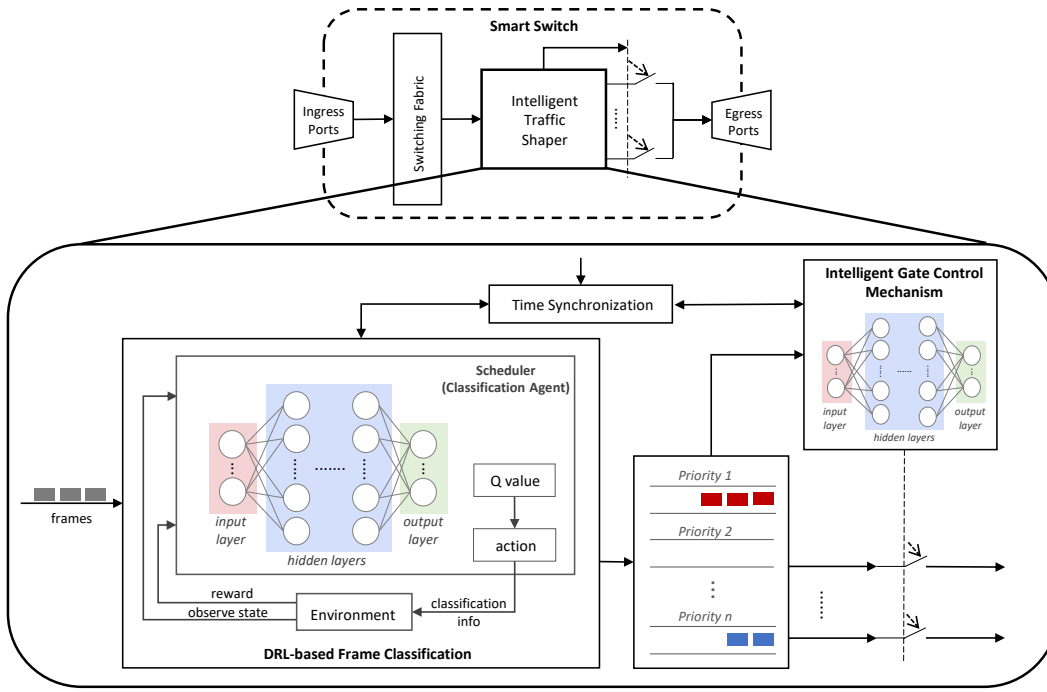 Smart Switch
Ingress
Ports
Switching Fabric
Intelligent
Traffic
Shaper
Egress
Ports
Time Synchronization
Intelligent Gate Control
Mechanism
input
layer
output
layer
hidden layers
Scheduler
(Classification Agent)
input
layer
output
layer
hidden layers
Q value
action
frames
reward
observe state
Environment
classification
info
DRL-based Frame Classification
Priority 1
Priority 2
Priority n